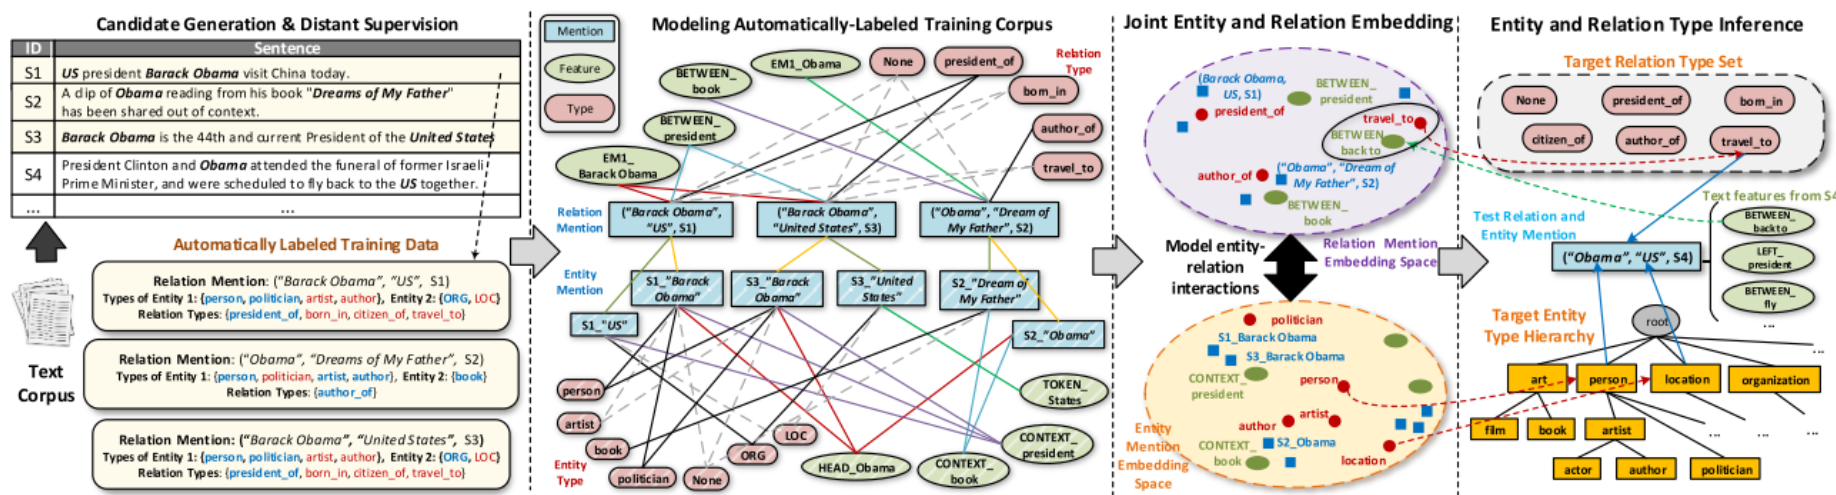 Candidate Generation & Distant Supervision
ID Sentence
S1 US president Barack Obama visit China today.
S2 A clip of Obama reading from his book "Dreams of My Father"
has been shared out of context.
S3 Barack Obama is the 44th and current President of the United States
S4 President Clinton and Obama attended the funeral of former Israeli
Prime Minister, and were scheduled to fly back to the US together.
... ...
Text
Corpus
Automatically Labeled Training Data
Relation Mention: ("Barack Obama", "US", S1)
Types of Entity 1: {person, politician, artist, author}, Entity 2: {ORG, LOC}
Relation Types: {president_of, born_in, citizen_of, travel_to}
Relation Mention: ("Obama", "Dreams of My Father", S2)
Types of Entity 1: {person, politician, artist, author}, Entity 2: {book}
Relation Types: {author_of}
Relation Mention: ("Barack Obama", "United States", S3)
Types of Entity 1: {person, politician, artist, author}, Entity 2: {ORG, LOC}
Relation Types: {president_of, born_in, citizen_of, travel_to}
Modeling Automatically-Labeled Training Corpus
Mention
Feature
Type
BETWEEN_
book
EM1_Obama
None
president_of
Relation
Type
born_in
BETWEEN_
president
author_of
EM1_
Barack Obama
travel_to
Relation
Mention
("Barack Obama",
"US", S1)
("Barack Obama",
"United States", S3)
("Obama", "Dream of
My Father", S2)
Entity
Mention
S1_"Barack
Obama"
S3_"Barack
Obama"
S3_"United
States"
S2_"Dream of
My Father"
S1_"US"
S2_"Obama"
person
artist
book
politician
None
ORG
LOC
Entity
Type
HEAD_Obama
CONTEXT_
book
TOKEN_
States
CONTEXT_
president
Joint Entity and Relation Embedding
(Barack Obama,
US, S1)
BETWEEN_
president
president_of
travel_to
BETWEEN_
back to
author_of
("Obama", "Dream of
My Father", S2)
BETWEEN_
book
Model entity-
relation
interactions
Relation Mention
Embedding Space
politician
S1_Barack Obama
S3_Barack Obama
CONTEXT_
president
person
artist
author
S2_Obama
CONTEXT_
book
location
Entity
Mention
Embedding
Space
Entity and Relation Type Inference
Target Relation Type Set
None
president_of
born_in
citizen_of
author_of
travel_to
Text features from S4
Test Relation and
Entity Mention
("Obama", "US", S4)
BETWEEN_
back to
LEFT_
president
BETWEEN_
fly
...
Target Entity
Type Hierarchy
root
...
art
person
location
organization
film
book
artist
...
...
...
actor
author
politician